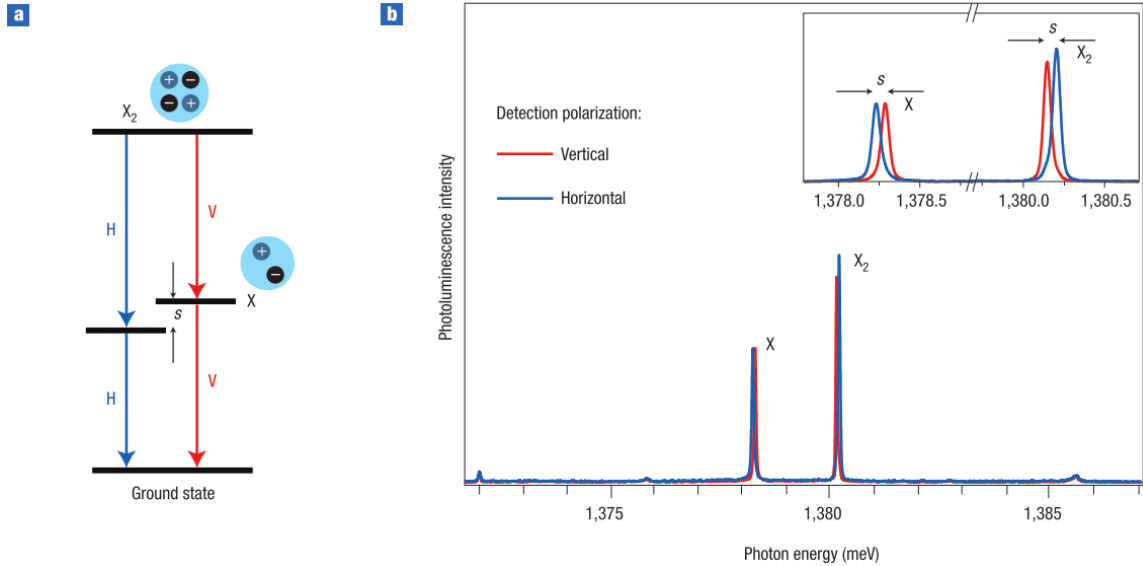 a
X2
H
V
X
s
H
V
Ground state
b
Photoluminescence intensity
Detection polarization:
Vertical
Horizontal
s
X
s
X2
1,378.0 1,378.5 1,380.0 1,380.5
X
X2
1,375 1,380 1,385
Photon energy (meV)